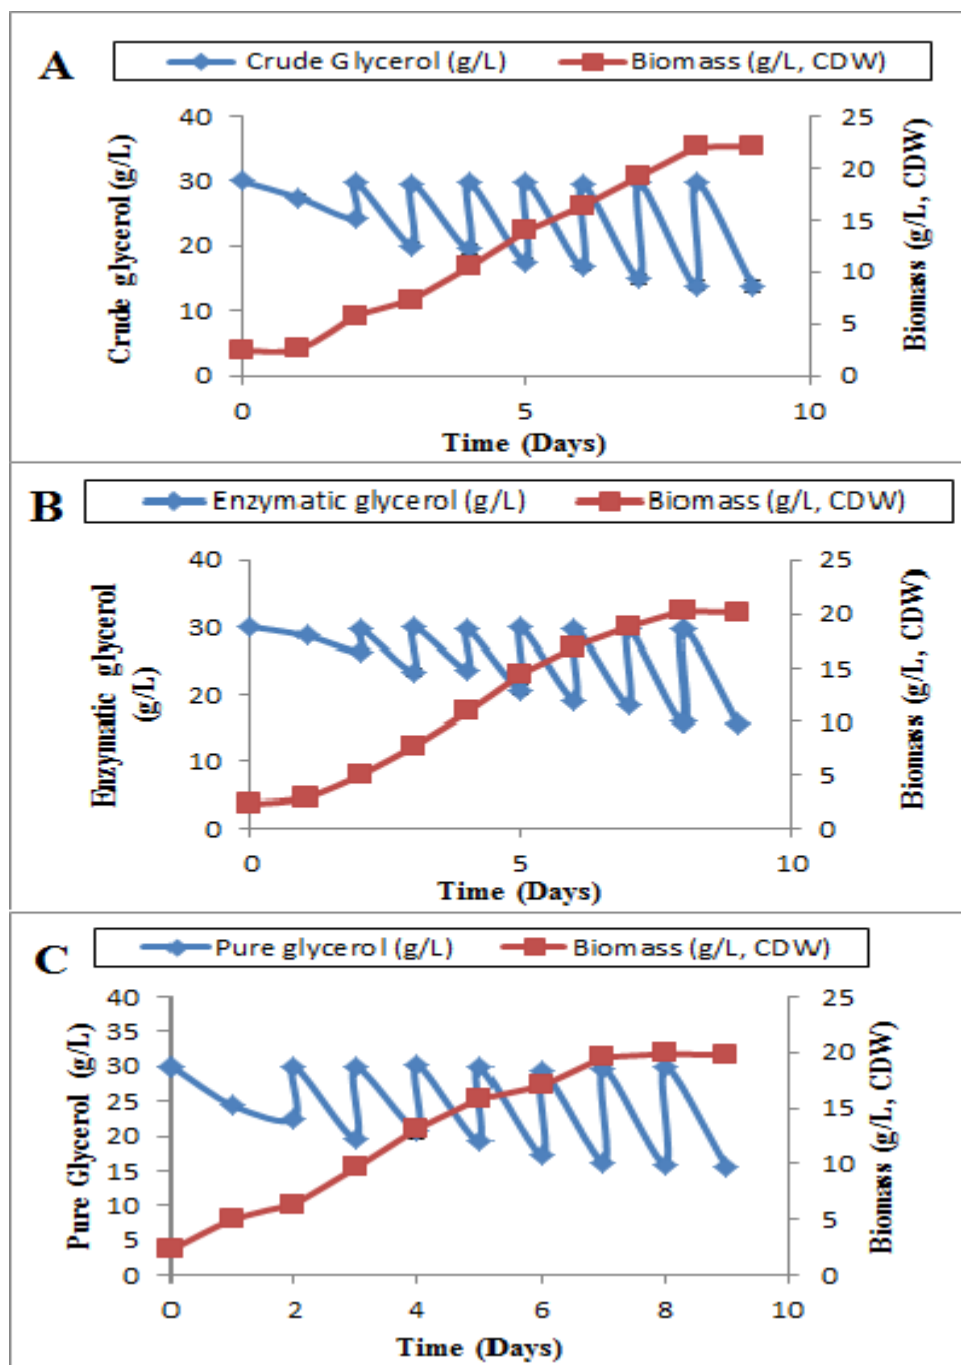 A
Crude Glycerol (g/L)
Biomass (g/L, CDW)
Crude glycerol (g/L)
40
30
20
10
0
25
20
15
10
5
0
Biomass (g/L, CDW)
0
5
10
Time (Days)
B
Enzymatic glycerol (g/L)
Biomass (g/L, CDW)
Enzymatic glycerol
(g/L)
40
30
20
10
0
25
20
15
10
5
0
Biomass (g/L, CDW)
0
5
10
Time (Days)
C
Pure glycerol (g/L)
Biomass (g/L, CDW)
Pure Glycerol (g/L)
40
35
30
25
20
15
10
5
0
25
20
15
10
5
0
Biomass (g/L, CDW)
0
2
4
6
8
10
Time (Days)